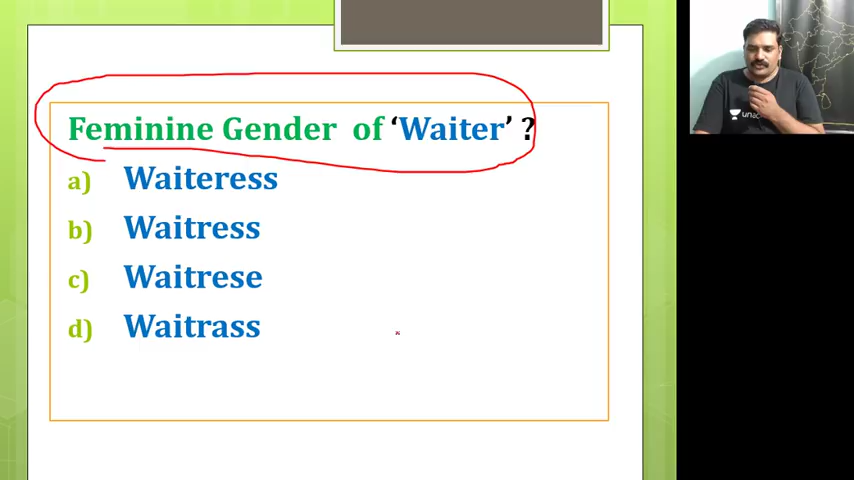 Feminine Gender of ‘Waiter’ ?
a) Waiteress
b) Waitress
c) Waitrese
d) Waitrass